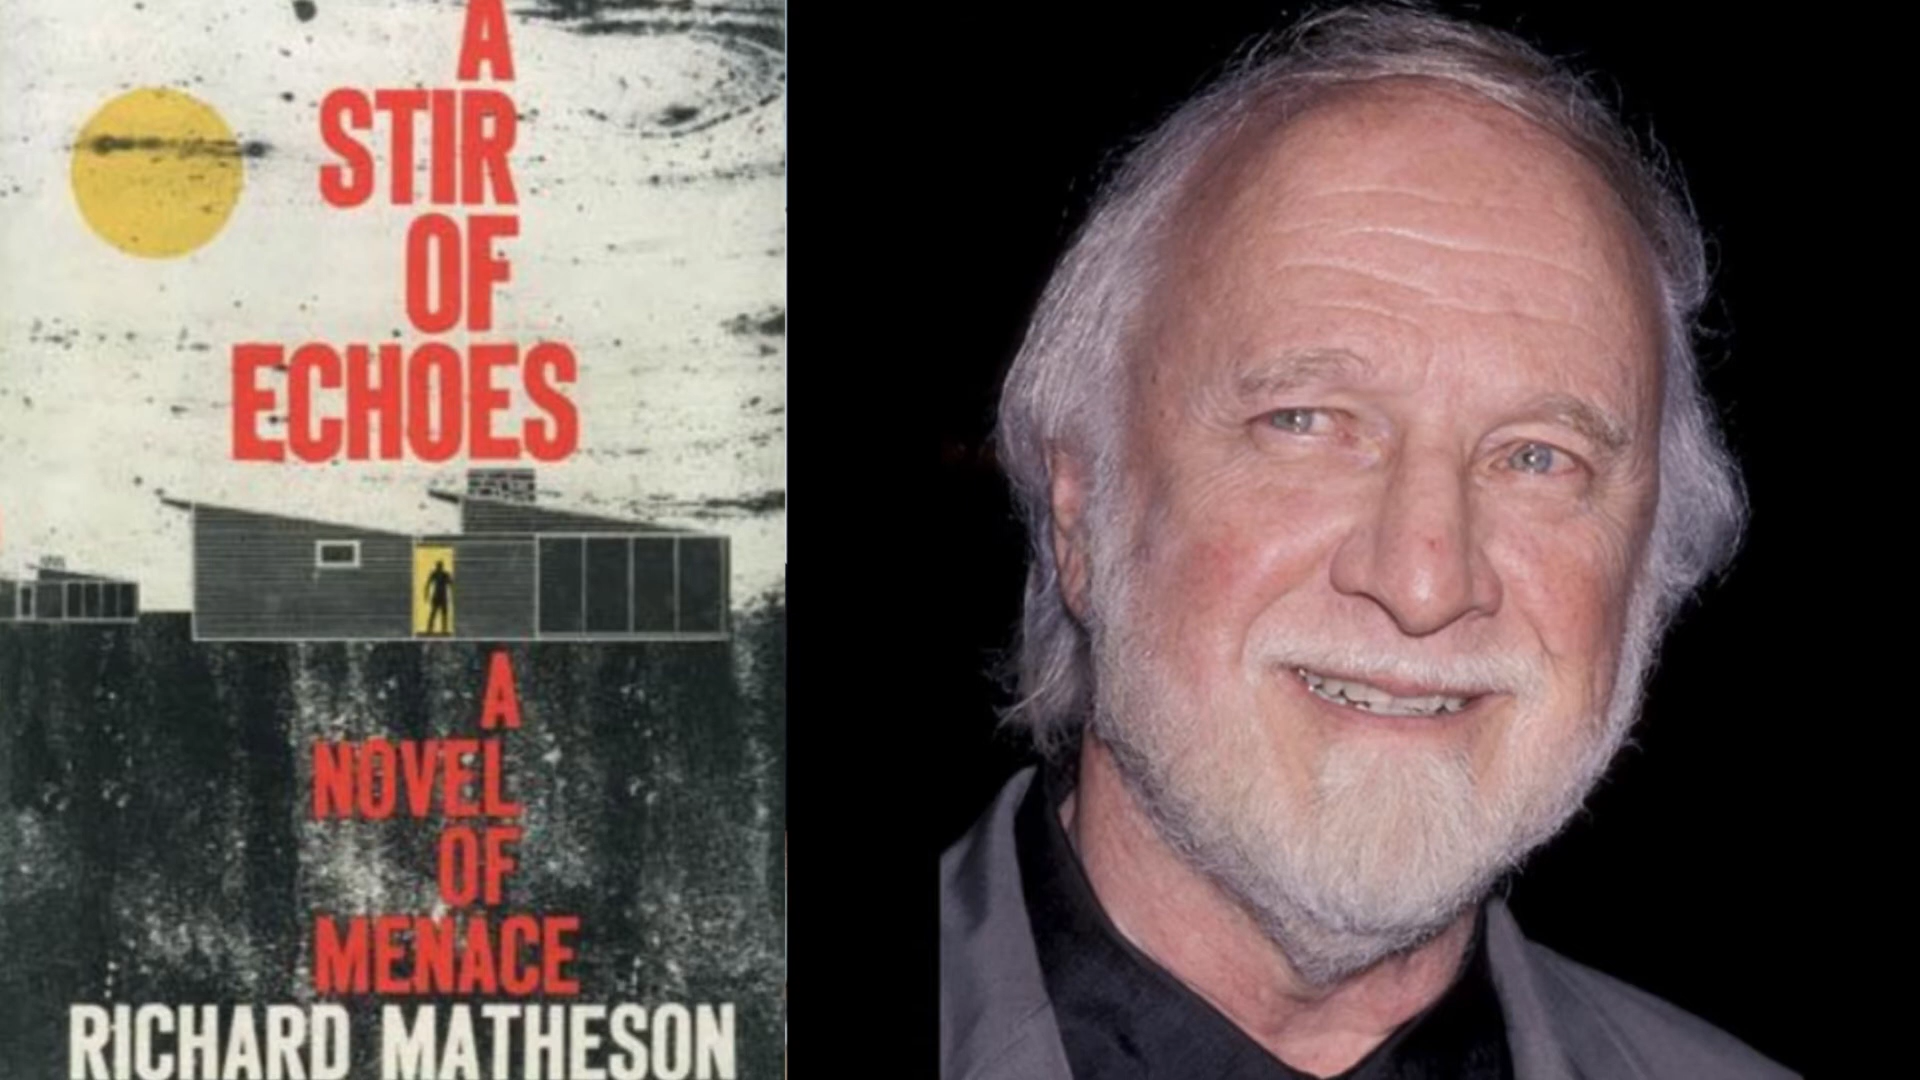 A
STIR
OF
ECHOES
A
NOVEL
OF
MENACE
RICHARD MATHESON